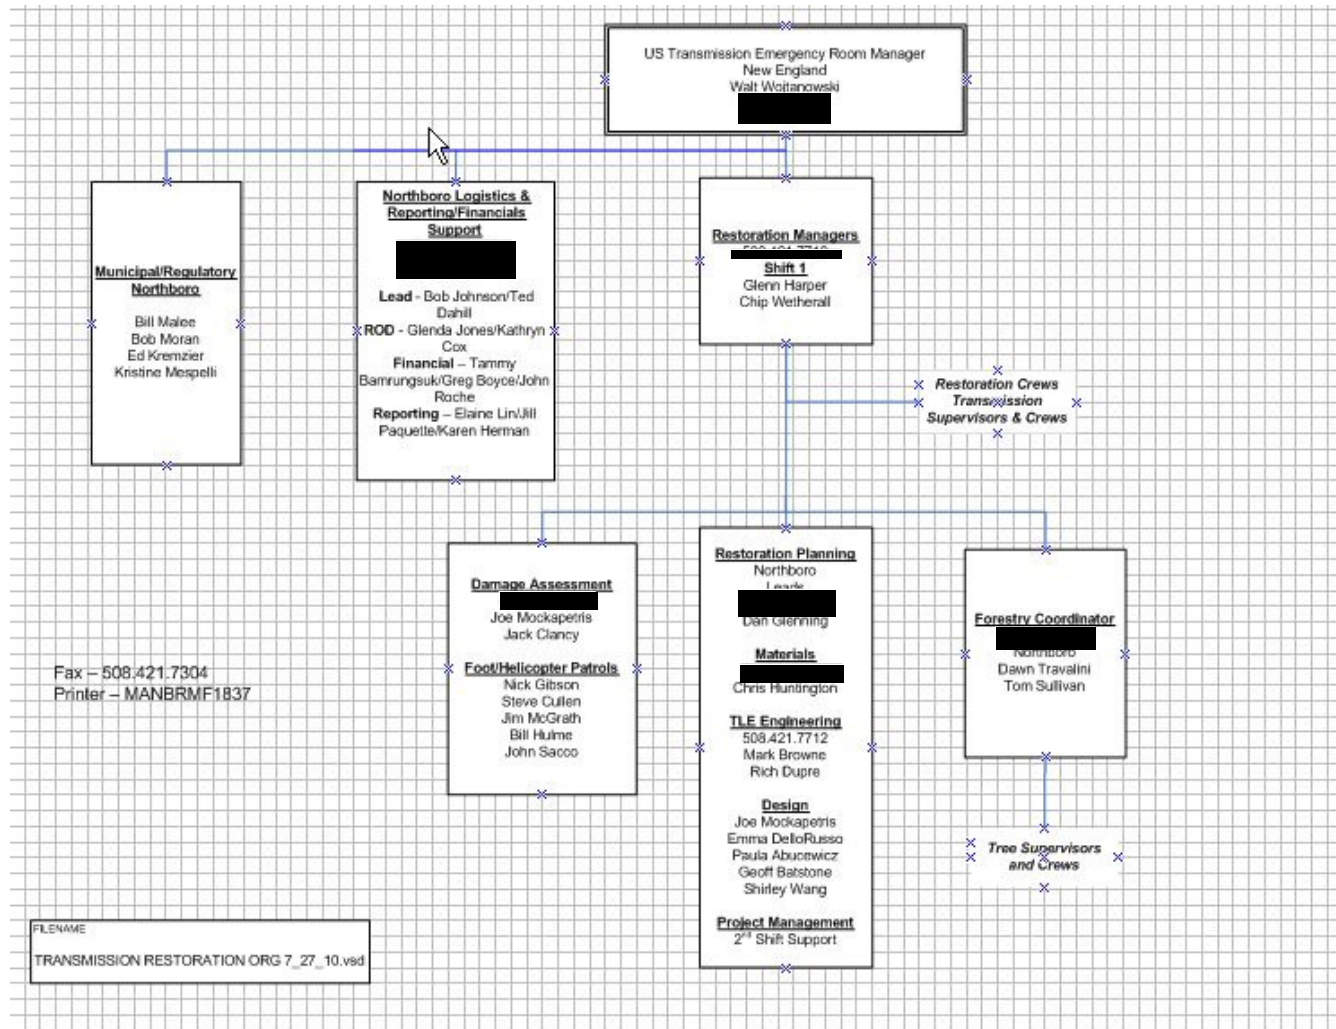 US Transmission Emergency Room Manager
New England
Walt Wojtanowski
Municipal/Regulatory
Northboro
Bill Malee
Bob Moran
Ed Kremzier
Kristine Mespelli
Northboro Logistics &
Reporting/Financials
Support
Lead - Bob Johnson/Ted
Dahill
ROD - Glenda Jones/Kathryn
Cox
Financial – Tammy
Bamrungsuk/Greg Boyce/John
Roche
Reporting – Elaine Lin/Jill
Paquette/Karen Herman
Restoration Managers
Shift 1
Glenn Harper
Chip Wetherall
Restoration Crews
Transmission
Supervisors & Crews
Damage Assessment
Joe Mockapetris
Jack Clancy
Foot/Helicopter Patrols
Nick Gibson
Steve Cullen
Jim McGrath
Bill Hulme
John Sacco
Restoration Planning
Northboro
Leads
Dan Glenning
Materials
Chris Huntington
TLE Engineering
508.421.7712
Mark Browne
Rich Dupre
Design
Joe Mockapetris
Emma DelloRusso
Paula Abucewicz
Geoff Batstone
Shirley Wang
Project Management
2nd Shift Support
Forestry Coordinator
Northboro
Dawn Travalini
Tom Sullivan
Tree Supervisors
and Crews
Fax – 508.421.7304
Printer – MANBRMF1837
FILENAME
TRANSMISSION RESTORATION ORG 7_27_10.vsd